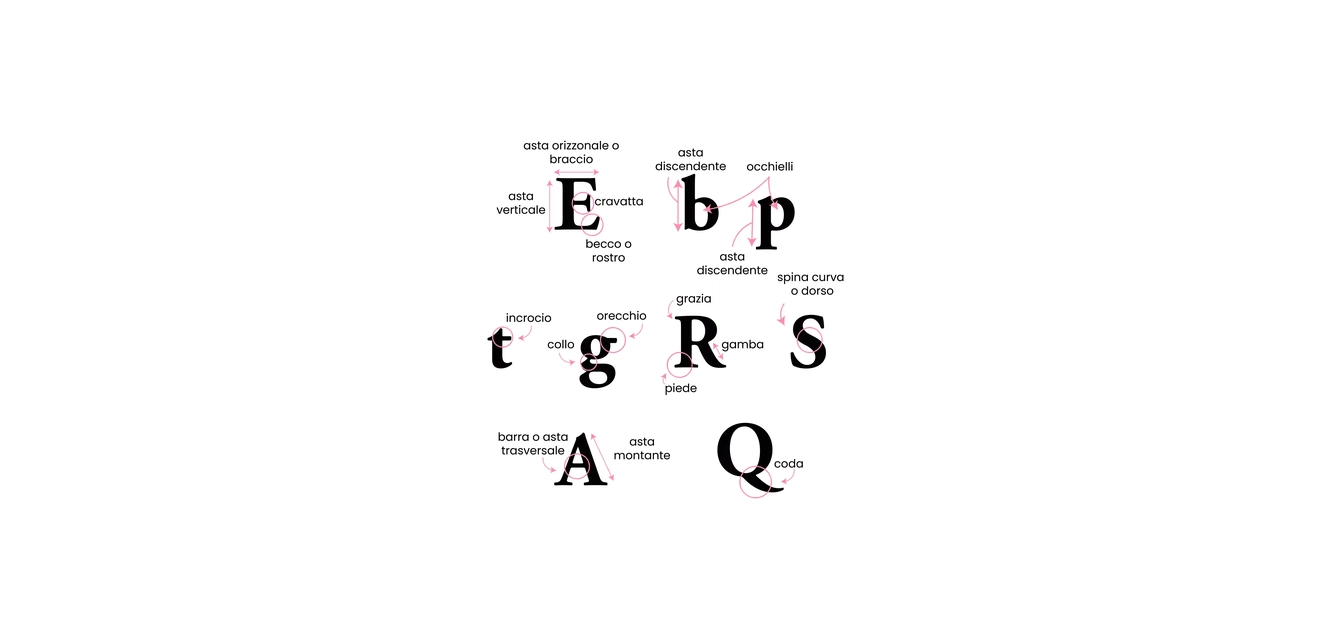 asta orizzonale o
braccio
asta
verticale
E
cravatta
becco o
rostro
asta
discendente
b
occhielli
p
asta
discendente
spina curva
o dorso
incrocio
t
orecchio
collo
g
grazia
R
gamba
piede
S
barra o asta
trasversale
A
asta
montante
Q
coda